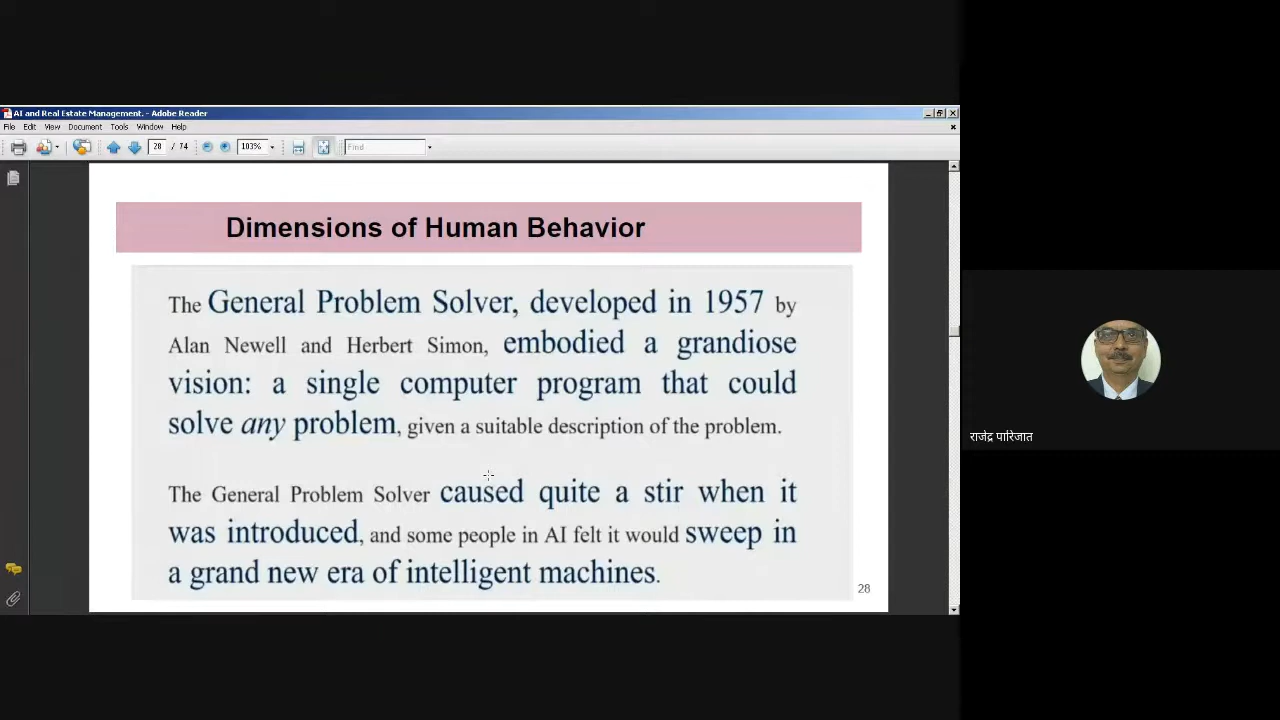 AI and Real Estate Management. - Adobe Reader
File Edit View Document Tools Window Help
28 / 74 103% Find
Dimensions of Human Behavior
The General Problem Solver, developed in 1957 by
Alan Newell and Herbert Simon, embodied a grandiose
vision: a single computer program that could
solve any problem, given a suitable description of the problem.
The General Problem Solver caused quite a stir when it
was introduced, and some people in AI felt it would sweep in
a grand new era of intelligent machines.
28
राजेंद्र पारिजात